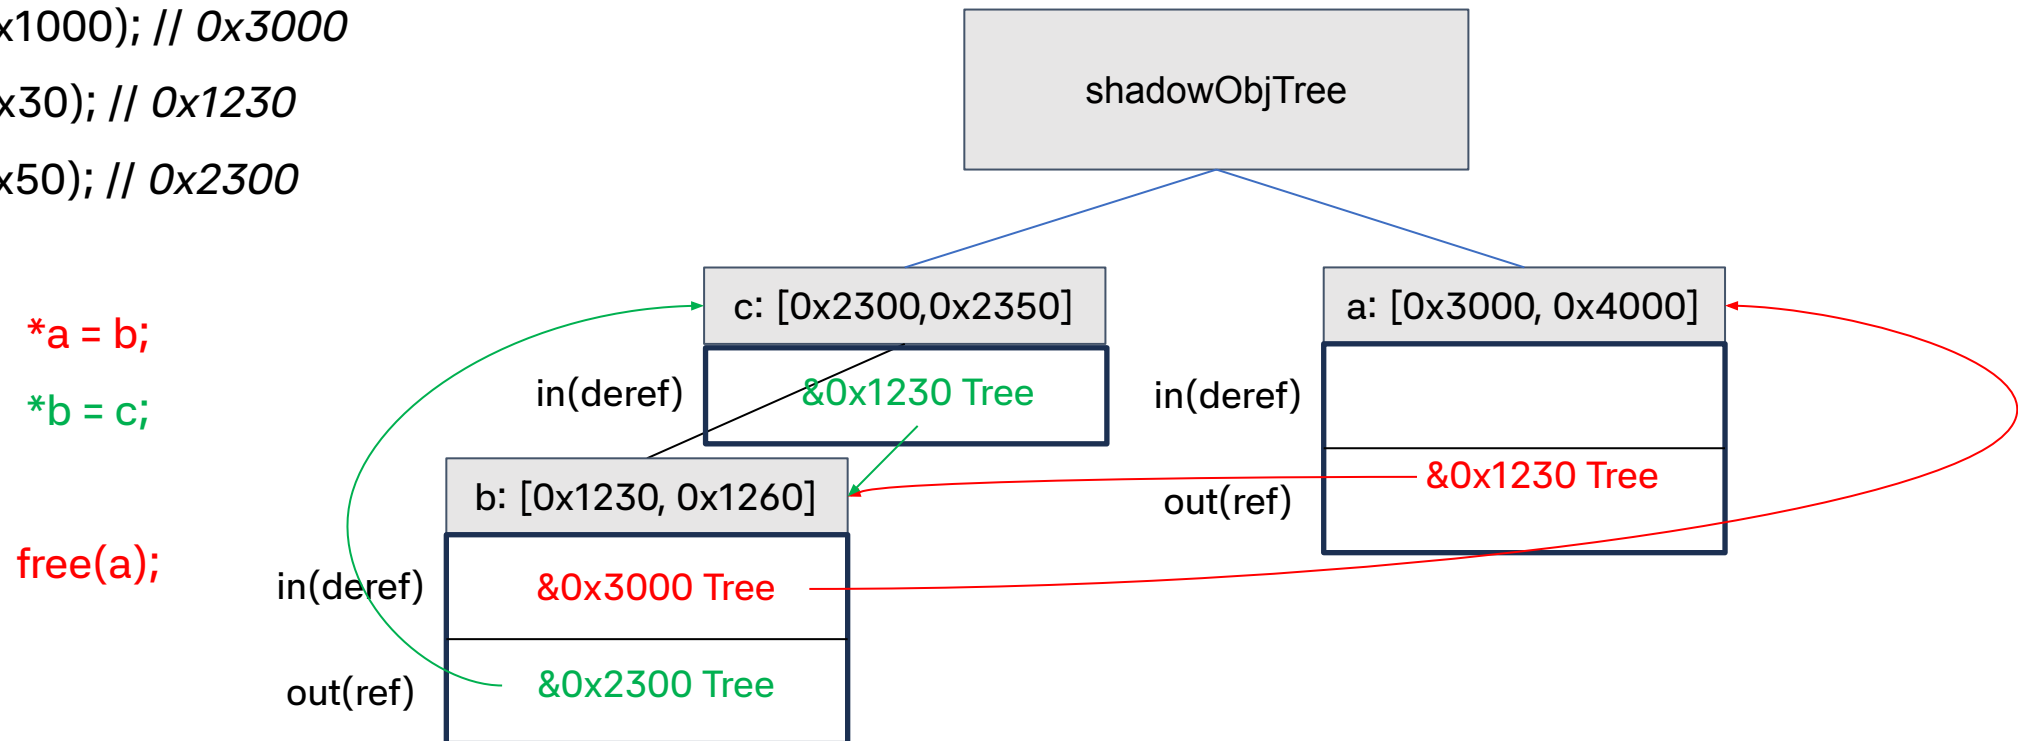 x1000); // 0x3000
x30); // 0x1230
x50); // 0x2300
*a = b;
*b = c;
free(a);
shadowObjTree
c: [0x2300,0x2350]
in(deref)
&0x1230 Tree
a: [0x3000, 0x4000]
in(deref)
out(ref)
&0x1230 Tree
b: [0x1230, 0x1260]
in(deref)
&0x3000 Tree
out(ref)
&0x2300 Tree